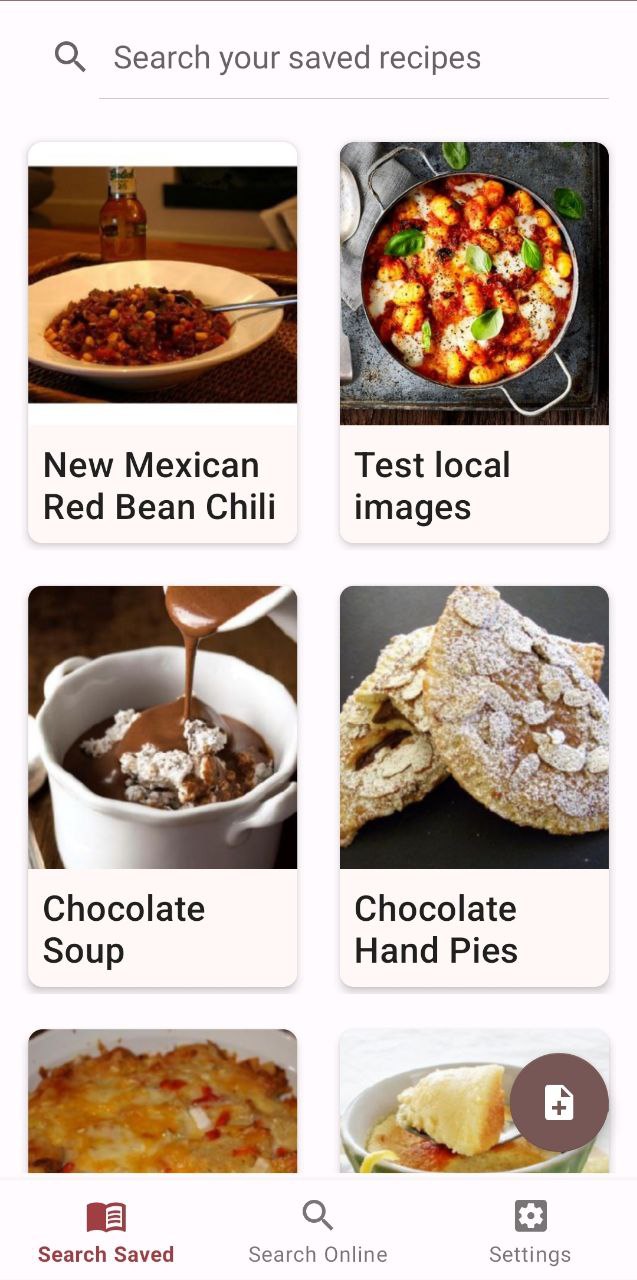 Search your saved recipes
New Mexican
Red Bean Chili
Test local
images
Chocolate
Soup
Chocolate
Hand Pies
Search Saved
Search Online
Settings